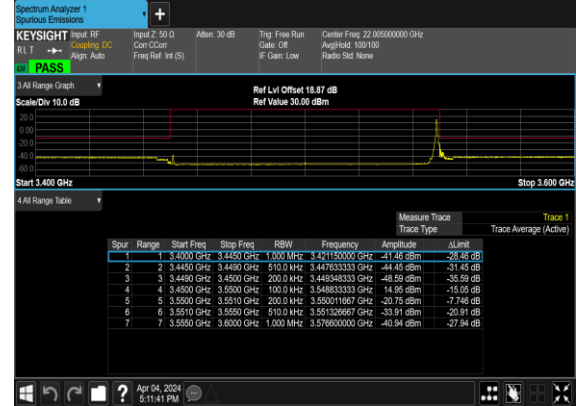 Spectrum Analyzer 1
Spurious Emissions
KEYSIGHT Input: RF Input Z: 50 Ω Atten: 30 dB Trig: Free Run Center Freq: 22.005000000 GHz
RLT Coupling: DC Corr CCorr Gate: Off Avg|Hold: 100/100
Align: Auto Freq Ref: Int (S) IF Gain: Low Radio Std: None
LNI PASS
3 All Range Graph
Ref Lvl Offset 18.87 dB
Scale/Div 10.0 dB Ref Value 30.00 dBm
20.0
0.00
-20.0
-40.0
-60.0
Start 3.400 GHz Stop 3.600 GHz
4 All Range Table
Measure Trace Trace 1
Trace Type Trace Average (Active)
Spur Range Start Freq Stop Freq RBW Frequency Amplitude ΔLimit
1 1 3.4000 GHz 3.4450 GHz 1.000 MHz 3.421150000 GHz -41.46 dBm -28.46 dB
2 2 3.4450 GHz 3.4490 GHz 510.0 kHz 3.447633333 GHz -44.45 dBm -31.45 dB
3 3 3.4490 GHz 3.4500 GHz 200.0 kHz 3.449348333 GHz -48.59 dBm -35.59 dB
4 4 3.4500 GHz 3.5500 GHz 100.0 kHz 3.548833333 GHz 14.95 dBm -15.05 dB
5 5 3.5500 GHz 3.5510 GHz 200.0 kHz 3.550011667 GHz -20.75 dBm -7.746 dB
6 6 3.5510 GHz 3.5550 GHz 510.0 kHz 3.551326667 GHz -33.91 dBm -20.91 dB
7 7 3.5550 GHz 3.6000 GHz 1.000 MHz 3.576600000 GHz -40.94 dBm -27.94 dB
Apr 04, 2024
5:11:41 PM